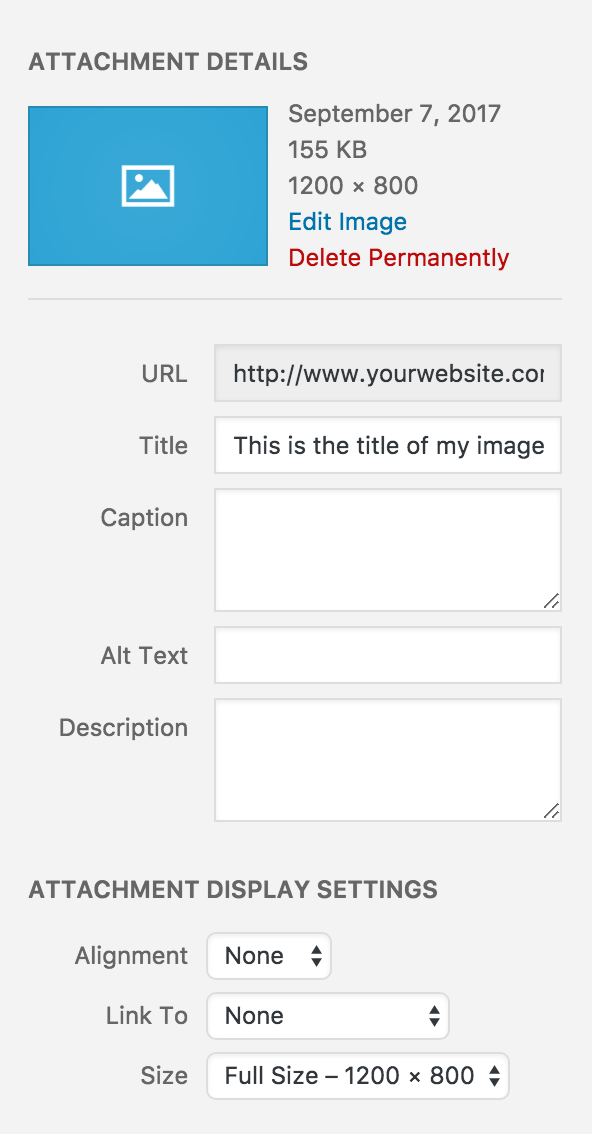 ATTACHMENT DETAILS
September 7, 2017
155 KB
1200 × 800
Edit Image
Delete Permanently
URL http://www.yourwebsite.cor
Title This is the title of my image
Caption
Alt Text
Description
ATTACHMENT DISPLAY SETTINGS
Alignment None
Link To None
Size Full Size – 1200 × 800